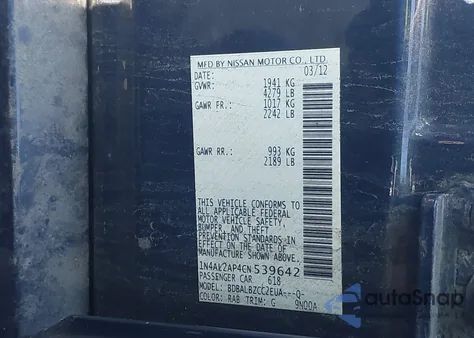 MFD BY NISSAN MOTOR CO., LTD.
DATE: 03/12
GVWR: 1941 KG
4279 LB
GAWR FR.: 1017 KG
2242 LB
GAWR RR.: 993 KG
2189 LB
THIS VEHICLE CONFORMS TO
ALL APPLICABLE FEDERAL
MOTOR VEHICLE SAFETY,
BUMPER, AND THEFT
PREVENTION STANDARDS IN
EFFECT ON THE DATE OF
MANUFACTURE SHOWN ABOVE.
1N4AL2AP4CN539642
PASSENGER CAR 618
MODEL: BDBALBZCC2EUA---Q-
COLOR: RAB TRIM: G 9N00A
autoSnap